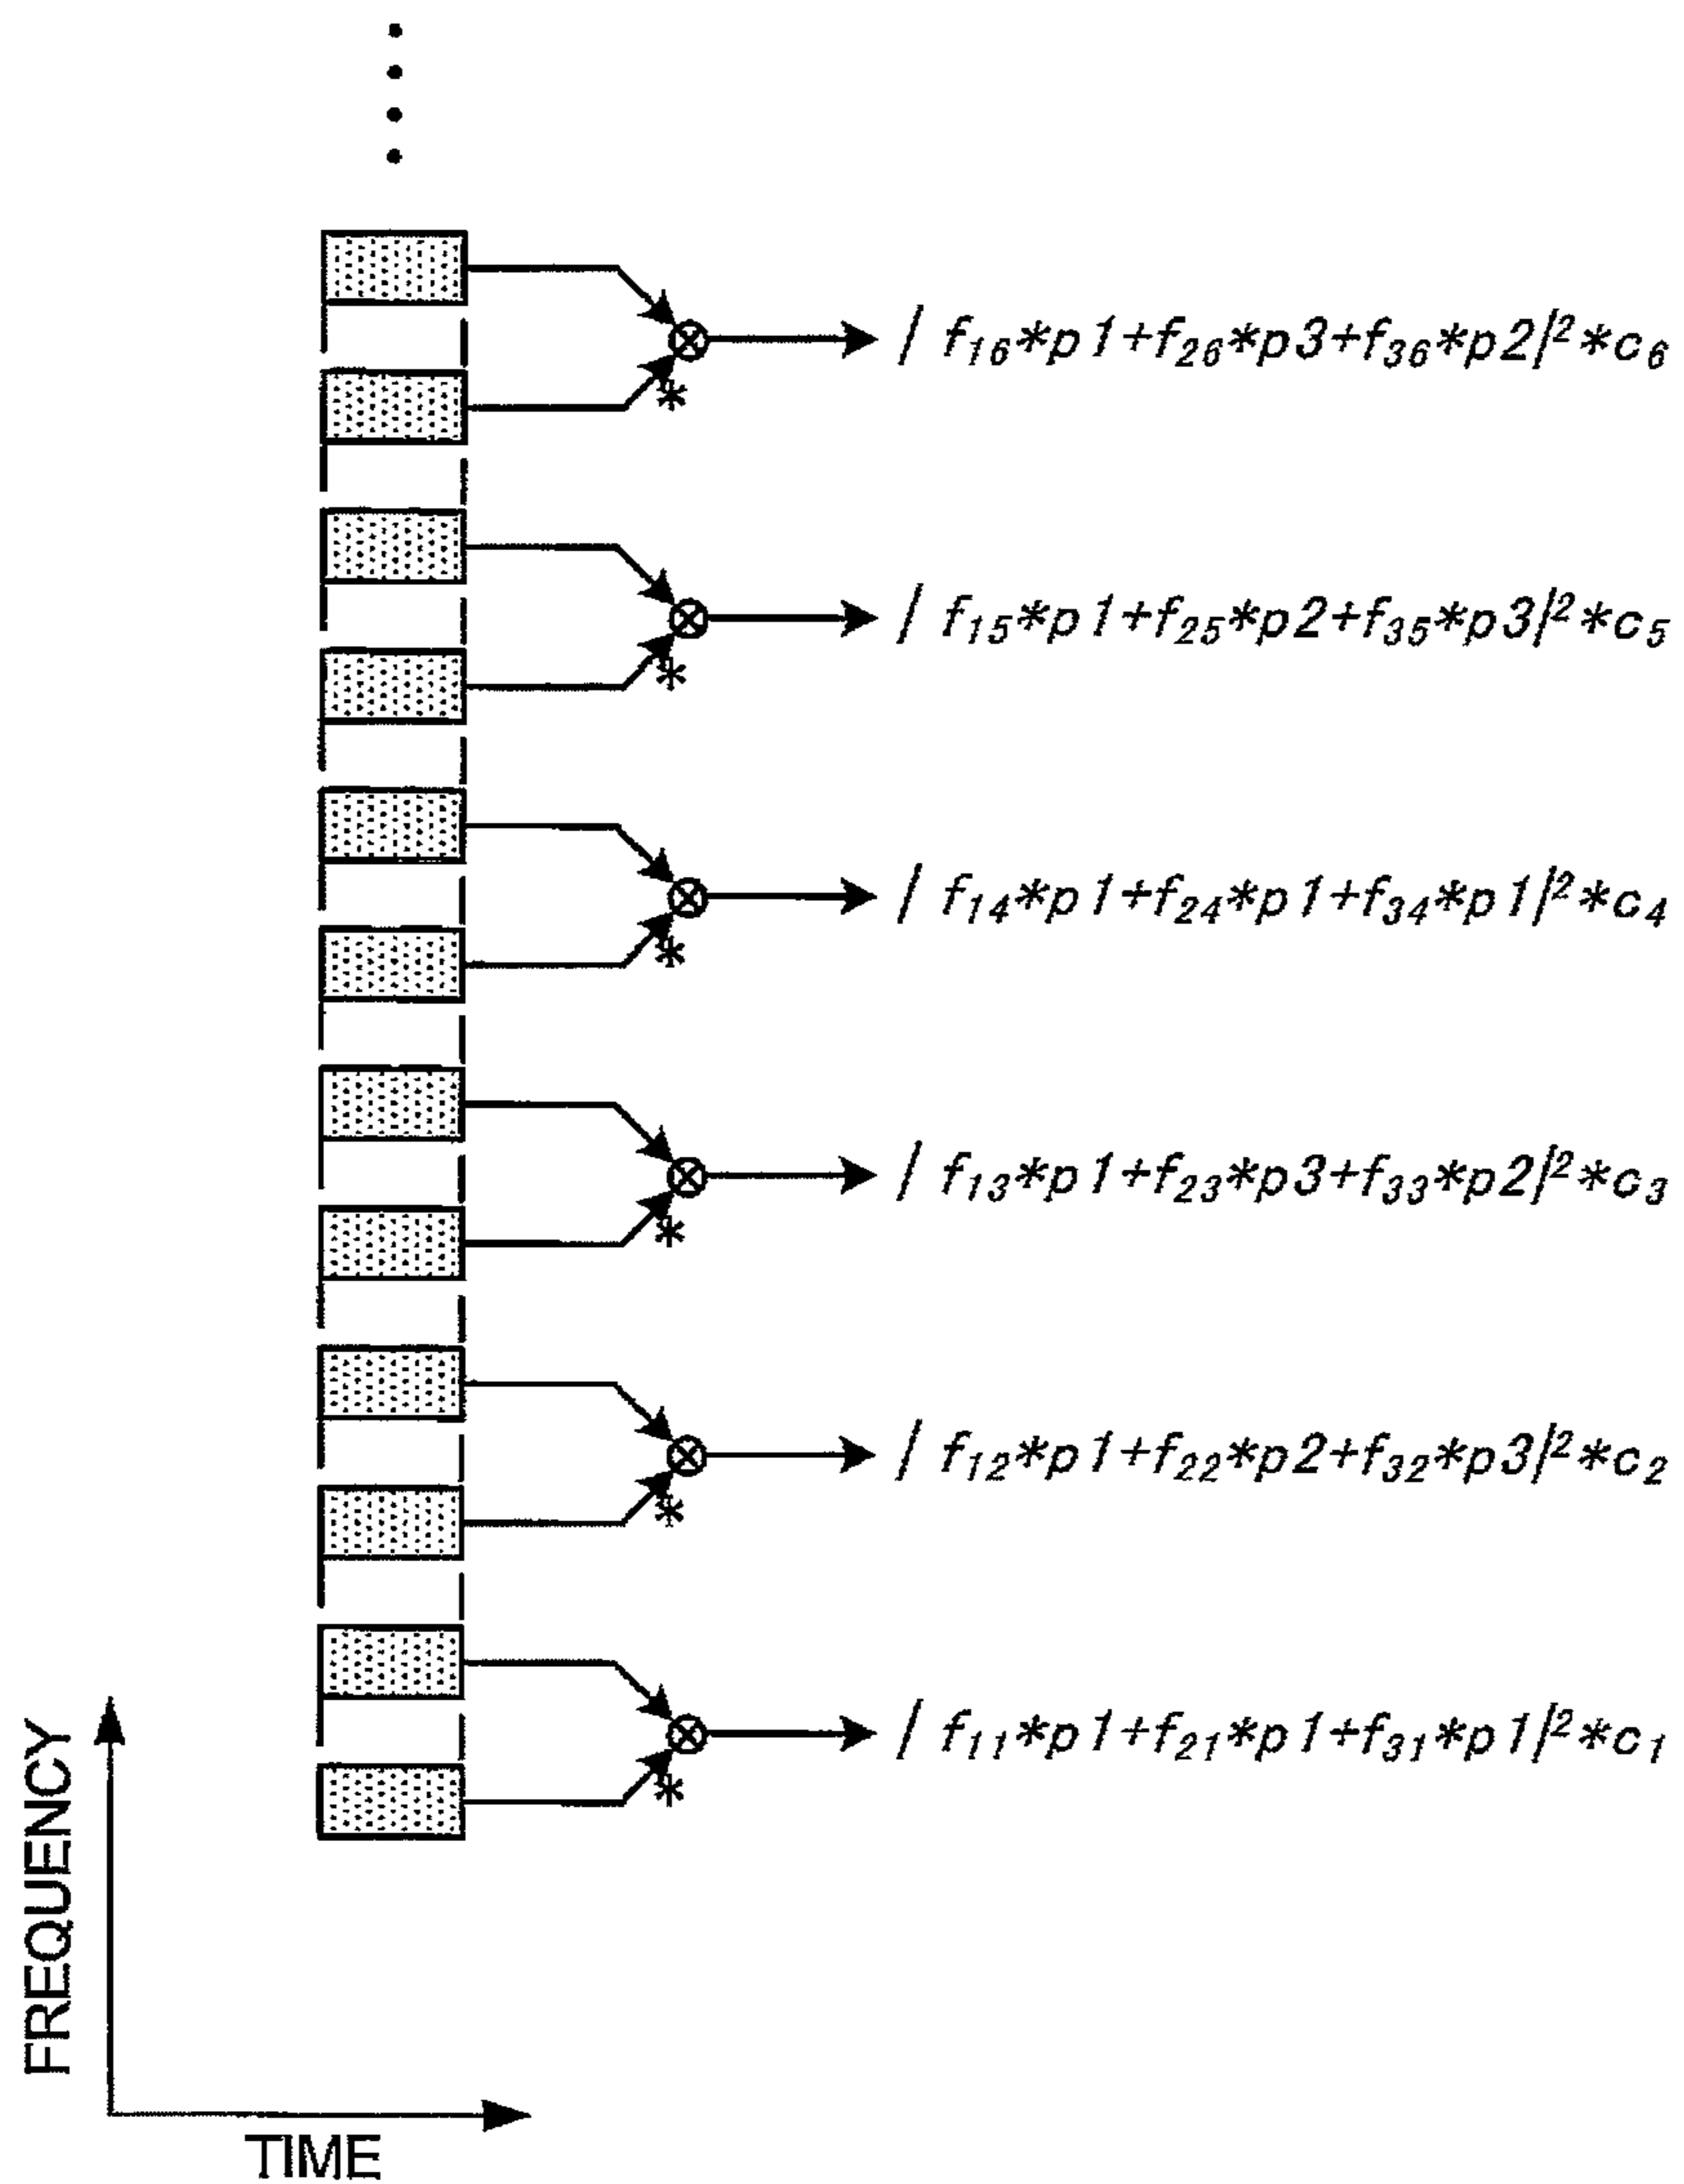 | f₁₆*p1+f₂₆*p3+f₃₆*p2|²*c₆
*
| f₁₅*p1+f₂₅*p2+f₃₅*p3|²*c₅
*
| f₁₄*p1+f₂₄*p1+f₃₄*p1|²*c₄
*
| f₁₃*p1+f₂₃*p3+f₃₃*p2|²*c₃
*
| f₁₂*p1+f₂₂*p2+f₃₂*p3|²*c₂
*
| f₁₁*p1+f₂₁*p1+f₃₁*p1|²*c₁
*
FREQUENCY
TIME